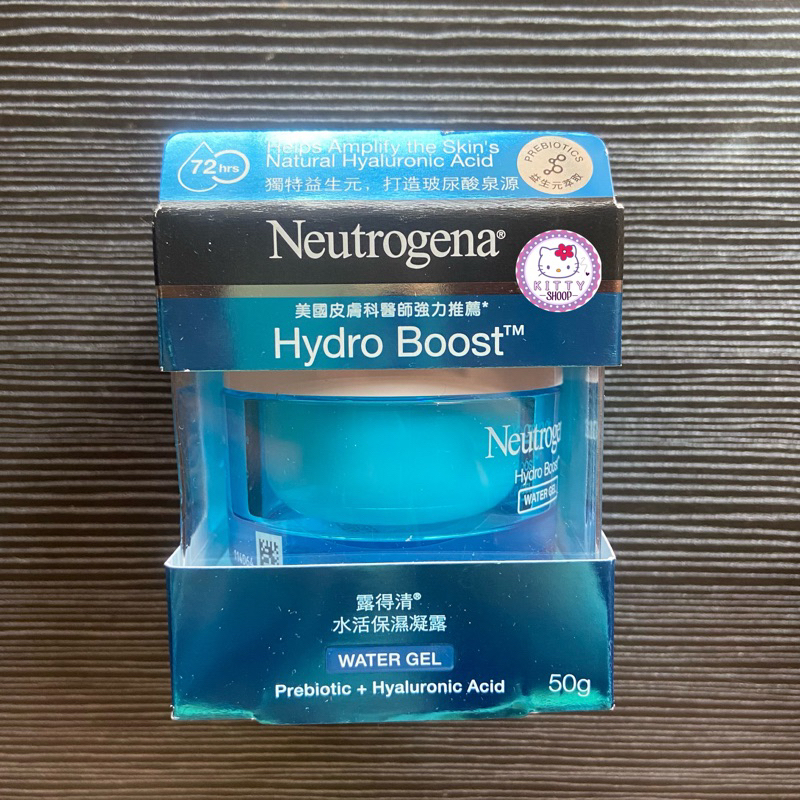 72 hrs
Helps Amplify the Skin's
Natural Hyaluronic Acid
獨特益生元，打造玻尿酸泉源
PREBIOTICS
益生元萃取
Neutrogena®
KITTY
SHOOP
美國皮膚科醫師強力推薦*
Hydro Boost™
Neutroge
Hydro Boost
WATER GEL
露得清®
水活保濕凝露
WATER GEL
Prebiotic + Hyaluronic Acid
50g